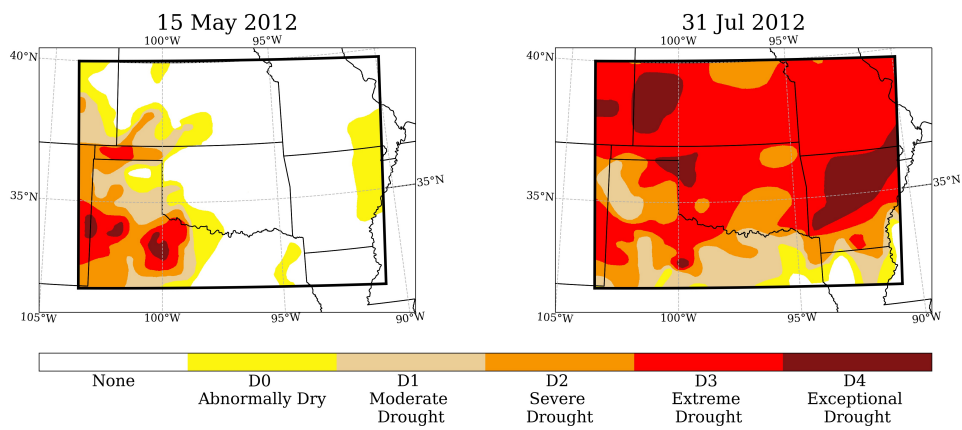 15 May 2012
31 Jul 2012
100°W 95°W
100°W 95°W
40°N
40°N
35°N
35°N
35°N
35°N
105°W 100°W 95°W 90°W
105°W 100°W 95°W 90°W
None
D0
Abnormally Dry
D1
Moderate
Drought
D2
Severe
Drought
D3
Extreme
Drought
D4
Exceptional
Drought